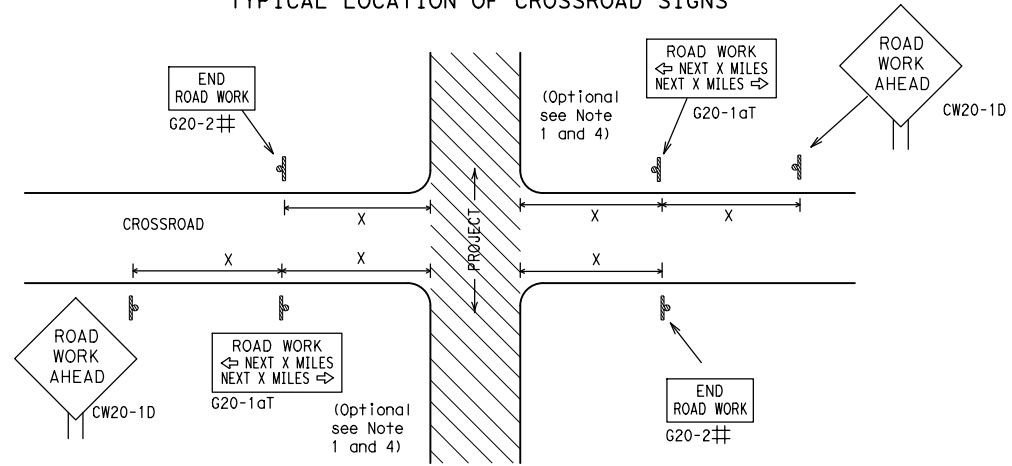 TYPICAL LOCATION OF CROSSROAD SIGNS
END
ROAD WORK
G20-2#
(Optional
see Note
1 and 4)
ROAD WORK
⇦ NEXT X MILES
NEXT X MILES ⇨
G20-1aT
ROAD
WORK
AHEAD
CW20-1D
X
X
X
CROSSROAD
PROJECT
X
X
X
ROAD
WORK
AHEAD
CW20-1D
ROAD WORK
⇦ NEXT X MILES
NEXT X MILES ⇨
G20-1aT
(Optional
see Note
1 and 4)
END
ROAD WORK
G20-2#